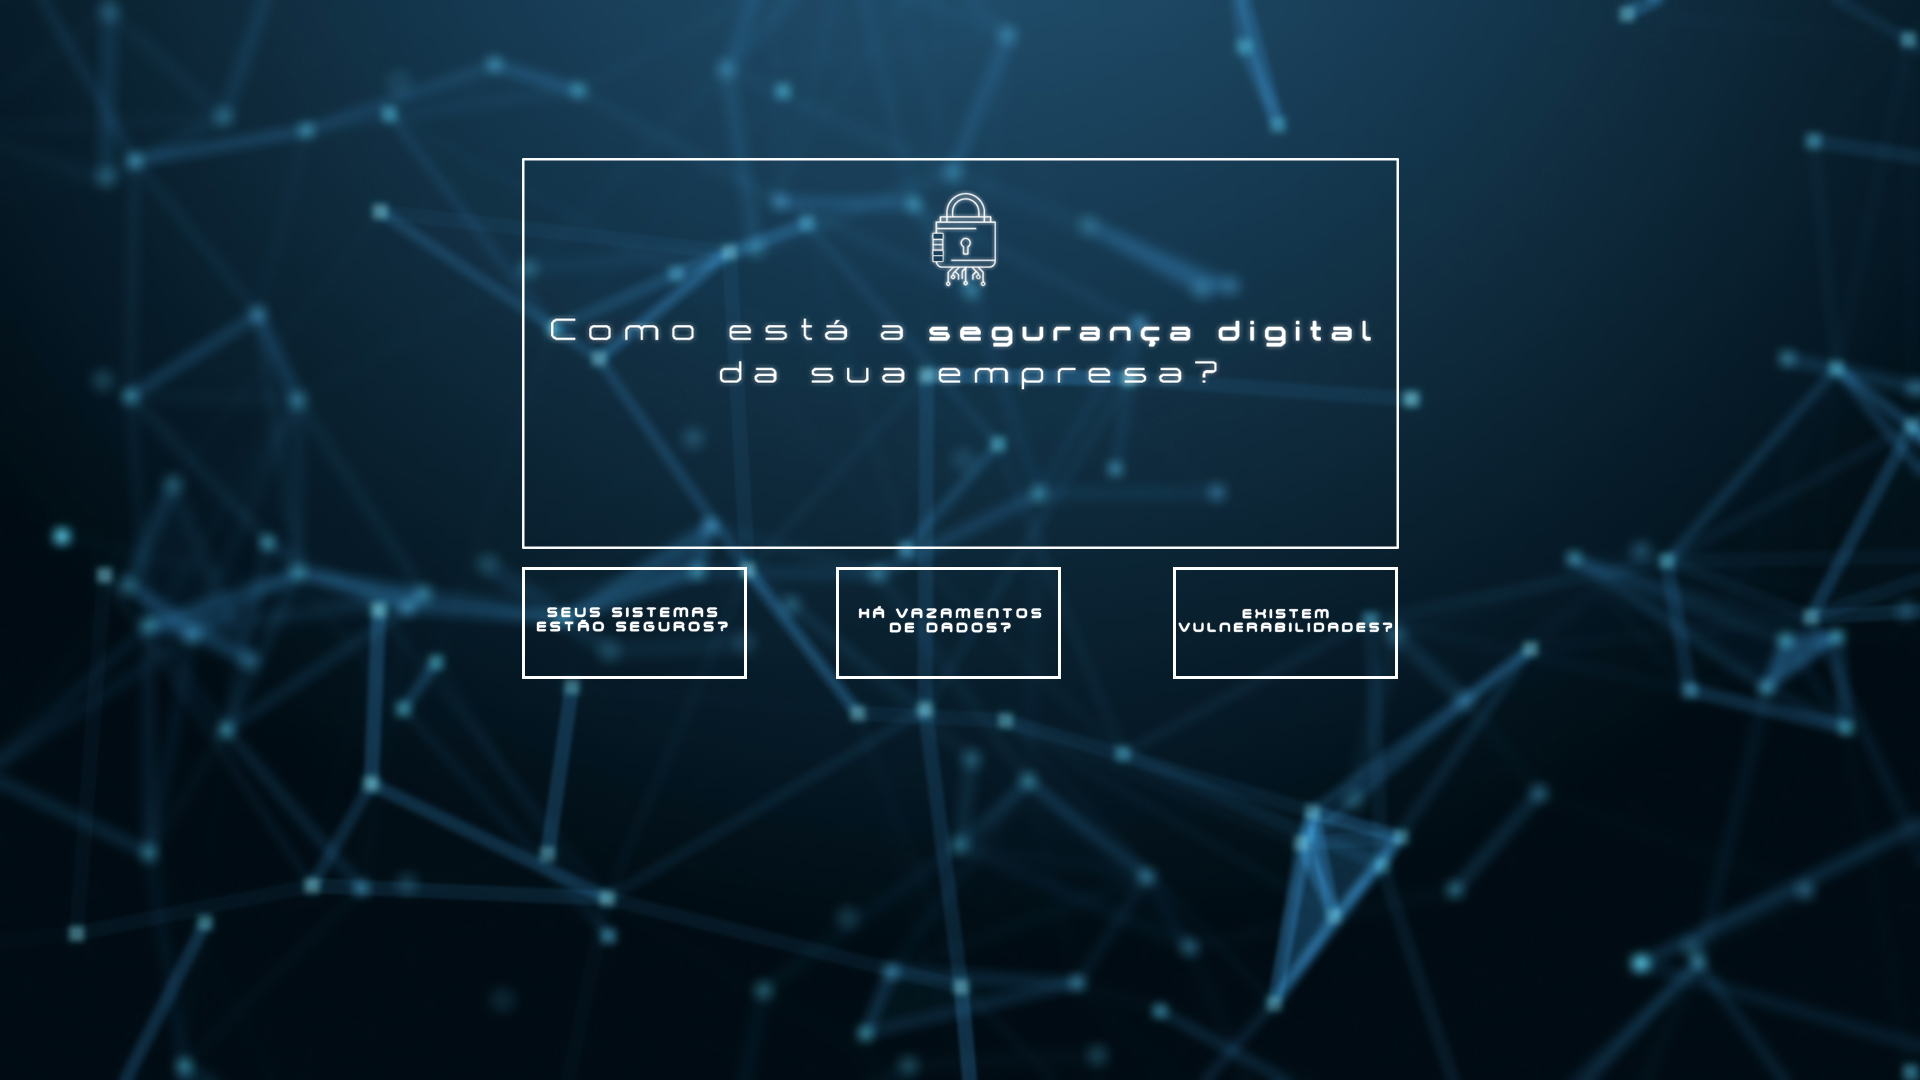 Como está a segurança digital
da sua empresa?
SEUS SISTEMAS
ESTÃO SEGUROS?
HÁ VAZAMENTOS
DE DADOS?
EXISTEM
VULNERABILIDADES?